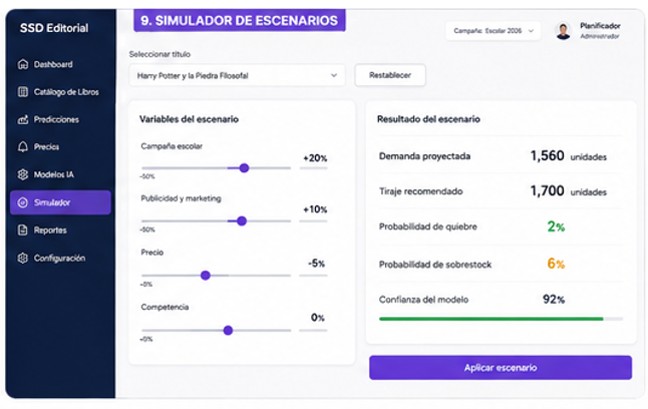 SSD Editorial
Dashboard
Catálogo de Libros
Predicciones
Precios
Modelos IA
Simulador
Reportes
Configuración
9. SIMULADOR DE ESCENARIOS
Campaña: Escolar 2026
Planificador
Administrador
Seleccionar título
Harry Potter y la Piedra Filosofal
Restablecer
Variables del escenario
Campaña escolar
+20%
-50%
Publicidad y marketing
+10%
-50%
Precio
-5%
Competencia
0%
Resultado del escenario
Demanda proyectada 1,560 unidades
Tiraje recomendado 1,700 unidades
Probabilidad de quiebre 2%
Probabilidad de sobrestock 6%
Confianza del modelo 92%
Aplicar escenario